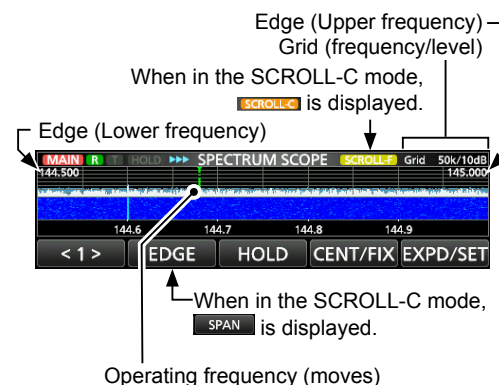 Edge (Upper frequency)
Grid (frequency/level)
When in the SCROLL-C mode,
SCROLL-C is displayed.
Edge (Lower frequency)
MAIN R T HOLD SPECTRUM SCOPE SCROLL-F Grid 50k/10dB
144.500 145.000
144.6 144.7 144.8 144.9
< 1 > EDGE HOLD CENT/FIX EXPD/SET
When in the SCROLL-C mode,
SPAN is displayed.
Operating frequency (moves)